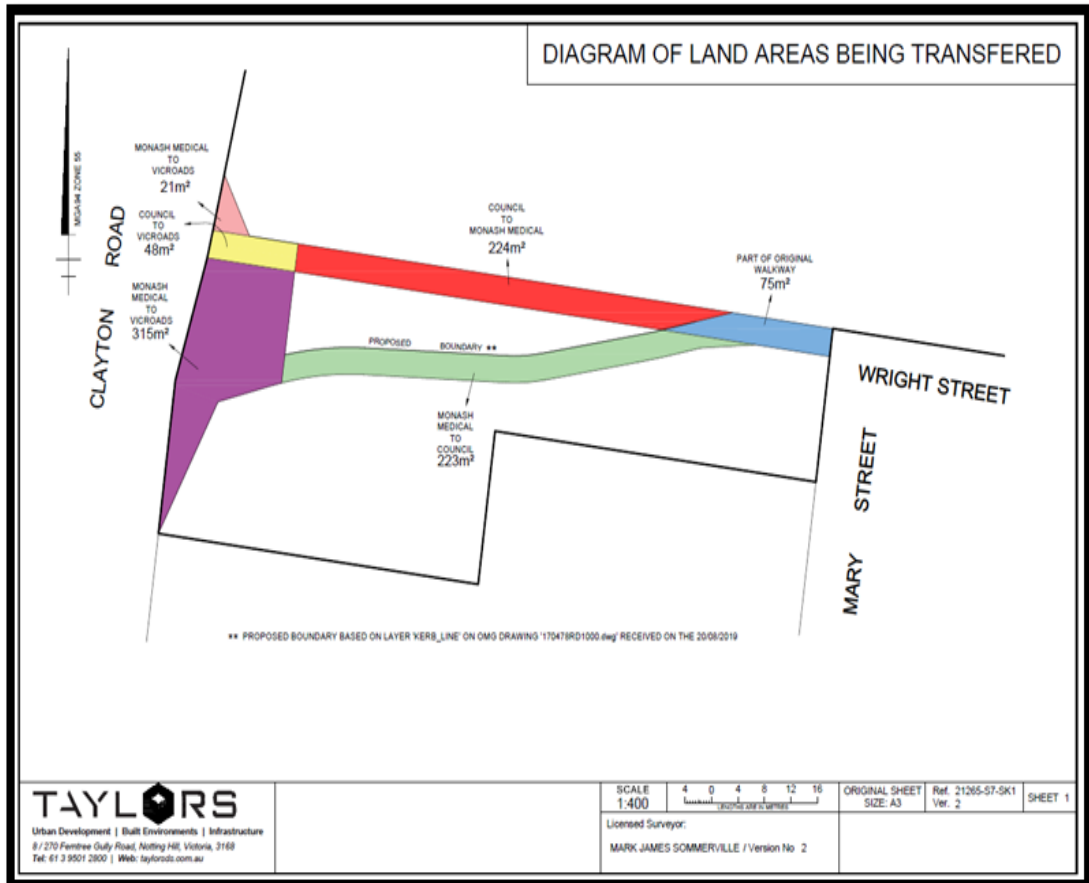 DIAGRAM OF LAND AREAS BEING TRANSFERED
MGA94 ZONE 55
MONASH MEDICAL
TO
VICROADS
21m²
COUNCIL
TO
VICROADS
48m²
MONASH
MEDICAL
TO
VICROADS
315m²
CLAYTON ROAD
COUNCIL
TO
MONASH MEDICAL
224m²
PART OF ORIGINAL
WALKWAY
75m²
PROPOSED BOUNDARY **
MONASH
MEDICAL
TO
COUNCIL
223m²
WRIGHT STREET
MARY STREET
** PROPOSED BOUNDARY BASED ON LAYER 'KERB_LINE' ON OMG DRAWING '170478RD1000.dwg' RECEIVED ON THE 20/08/2019
TAYLORS
Urban Development | Built Environments | Infrastructure
8 / 270 Ferntree Gully Road, Notting Hill, Victoria, 3168
Tel: 61 3 9501 2800 | Web: taylorsds.com.au
SCALE
1:400
4 0 4 8 12 16
LENGTHS ARE IN METRES
ORIGINAL SHEET
SIZE: A3
Ref. 21265-S7-SK1
Ver. 2
SHEET 1
Licensed Surveyor:
MARK JAMES SOMMERVILLE / Version No 2